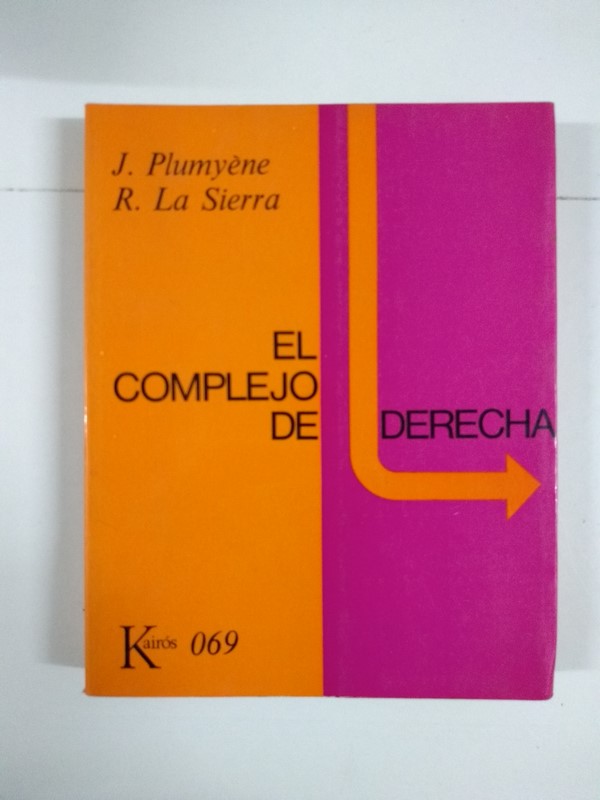 J. Plumyène
R. La Sierra
EL
COMPLEJO
DE DERECHA
Kairós 069